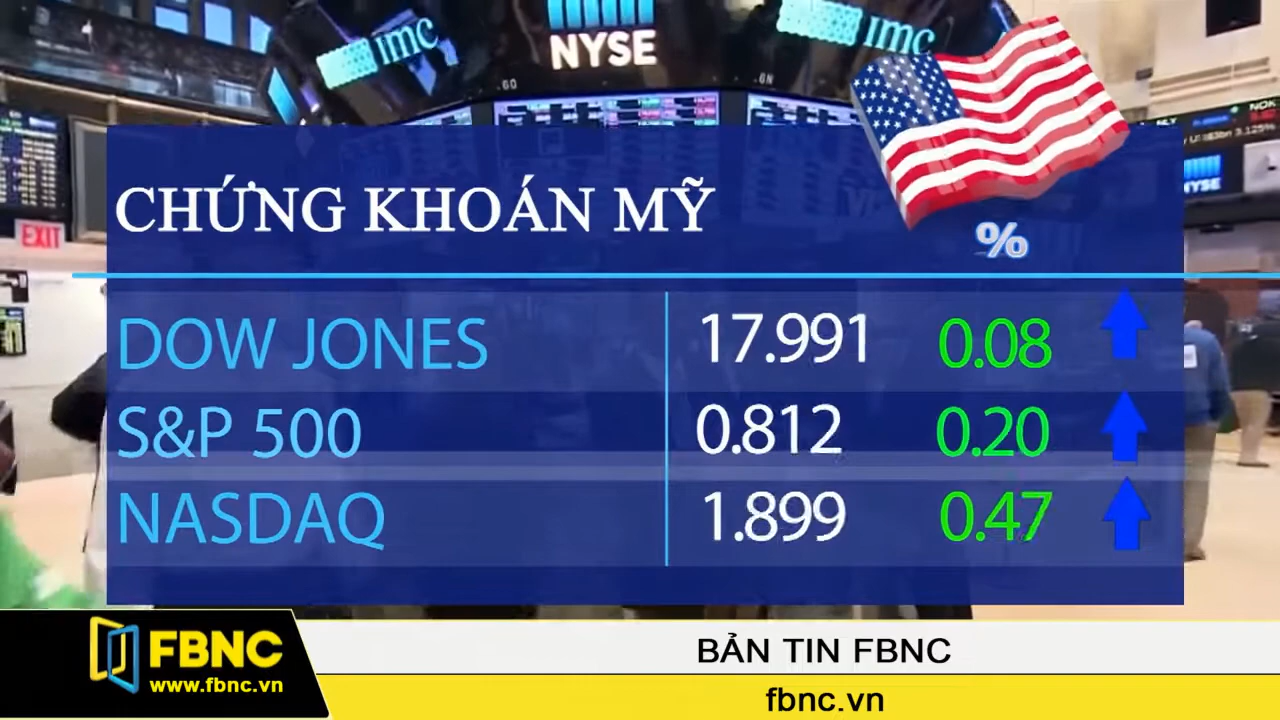 imc
NYSE
imc
EXIT
NYSE
CHỨNG KHOÁN MỸ
%
DOW JONES 17.991 0.08
S&P 500 0.812 0.20
NASDAQ 1.899 0.47
FBNC
www.fbnc.vn
BẢN TIN FBNC
fbnc.vn